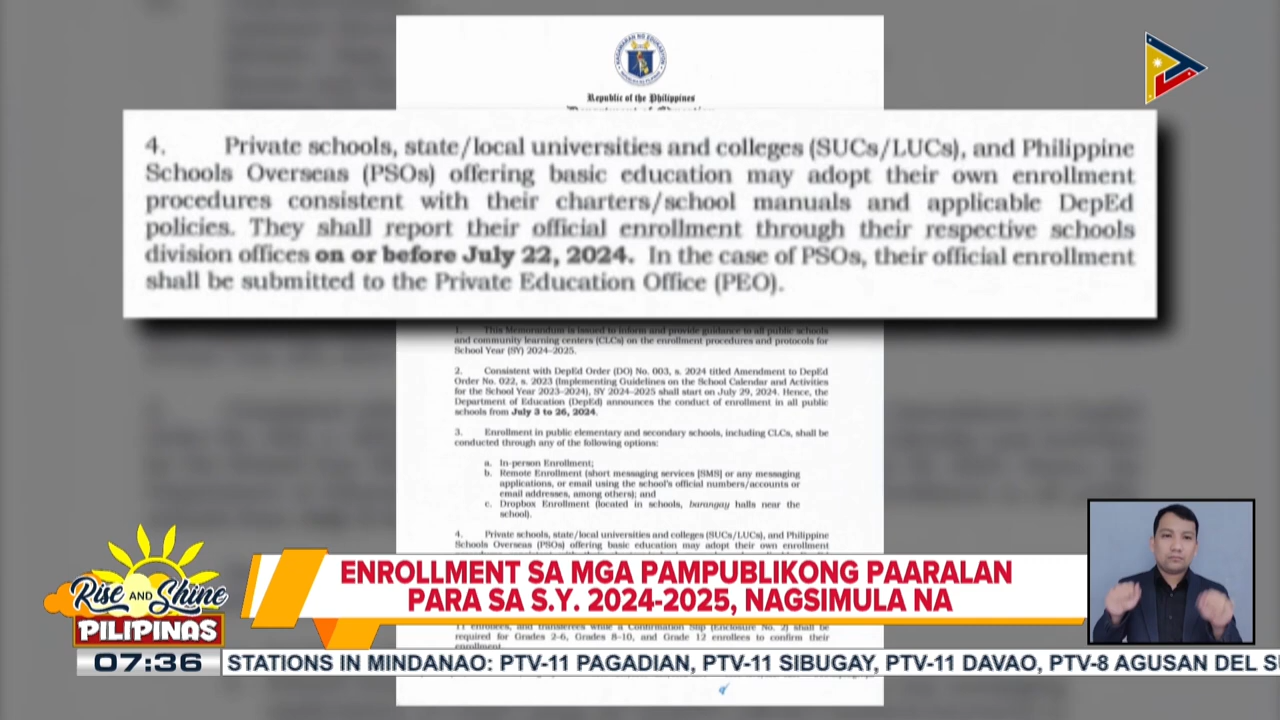 Republic of the Philippines
4. Private schools, state/local universities and colleges (SUCs/LUCs), and Philippine
Schools Overseas (PSOs) offering basic education may adopt their own enrollment
procedures consistent with their charters/school manuals and applicable DepEd
policies. They shall report their official enrollment through their respective schools
division offices on or before July 22, 2024. In the case of PSOs, their official enrollment
shall be submitted to the Private Education Office (PEO).
1. This Memorandum is issued to inform and provide guidance to all public schools
and community learning centers (CLCs) on the enrollment procedures and protocols for
School Year (SY) 2024–2025.
2. Consistent with DepEd Order (DO) No. 003, s. 2024 titled Amendment to DepEd
Order No. 022, s. 2023 (Implementing Guidelines on the School Calendar and Activities
for the School Year 2023–2024), SY 2024–2025 shall start on July 29, 2024. Hence, the
Department of Education (DepEd) announces the conduct of enrollment in all public
schools from July 3 to 26, 2024.
3. Enrollment in public elementary and secondary schools, including CLCs, shall be
conducted through any of the following options:
a. In-person Enrollment;
b. Remote Enrollment (short messaging services [SMS] or any messaging
applications, or email using the school's official numbers/accounts or
email addresses, among others); and
c. Dropbox Enrollment (located in schools, barangay halls near the
school).
4. Private schools, state/local universities and colleges (SUCs/LUCs), and Philippine
Schools Overseas (PSOs) offering basic education may adopt their own enrollment
ENROLLMENT SA MGA PAMPUBLIKONG PAARALAN
PARA SA S.Y. 2024-2025, NAGSIMULA NA
Rise AND Shine
PILIPINAS
11 enrollees, and transferees while a Confirmation Slip (Enclosure No. 2) shall be
required for Grades 2–6, Grades 8–10, and Grade 12 enrollees to confirm their
enrollment
07:36
STATIONS IN MINDANAO: PTV-11 PAGADIAN, PTV-11 SIBUGAY, PTV-11 DAVAO, PTV-8 AGUSAN DEL